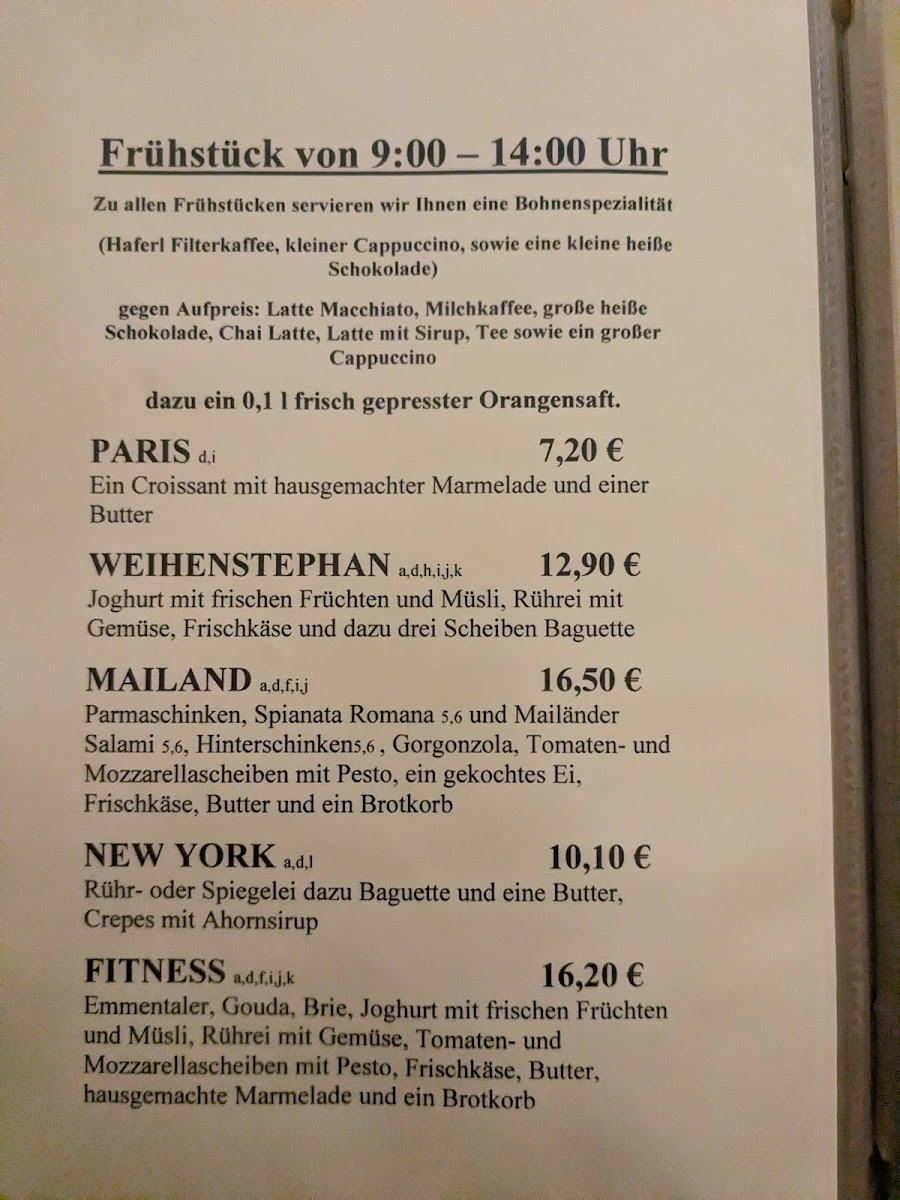 Frühstück von 9:00 – 14:00 Uhr
Zu allen Frühstücken servieren wir Ihnen eine Bohnenspezialität
(Haferl Filterkaffee, kleiner Cappuccino, sowie eine kleine heiße
Schokolade)
gegen Aufpreis: Latte Macchiato, Milchkaffee, große heiße
Schokolade, Chai Latte, Latte mit Sirup, Tee sowie ein großer
Cappuccino
dazu ein 0,1 l frisch gepresster Orangensaft.
PARIS d,i 7,20 €
Ein Croissant mit hausgemachter Marmelade und einer
Butter
WEIHENSTEPHAN a,d,h,i,j,k 12,90 €
Joghurt mit frischen Früchten und Müsli, Rührei mit
Gemüse, Frischkäse und dazu drei Scheiben Baguette
MAILAND a,d,f,i,j 16,50 €
Parmaschinken, Spianata Romana 5,6 und Mailänder
Salami 5,6, Hinterschinken5,6 , Gorgonzola, Tomaten- und
Mozzarellascheiben mit Pesto, ein gekochtes Ei,
Frischkäse, Butter und ein Brotkorb
NEW YORK a,d,l 10,10 €
Rühr- oder Spiegelei dazu Baguette und eine Butter,
Crepes mit Ahornsirup
FITNESS a,d,f,i,j,k 16,20 €
Emmentaler, Gouda, Brie, Joghurt mit frischen Früchten
und Müsli, Rührei mit Gemüse, Tomaten- und
Mozzarellascheiben mit Pesto, Frischkäse, Butter,
hausgemachte Marmelade und ein Brotkorb